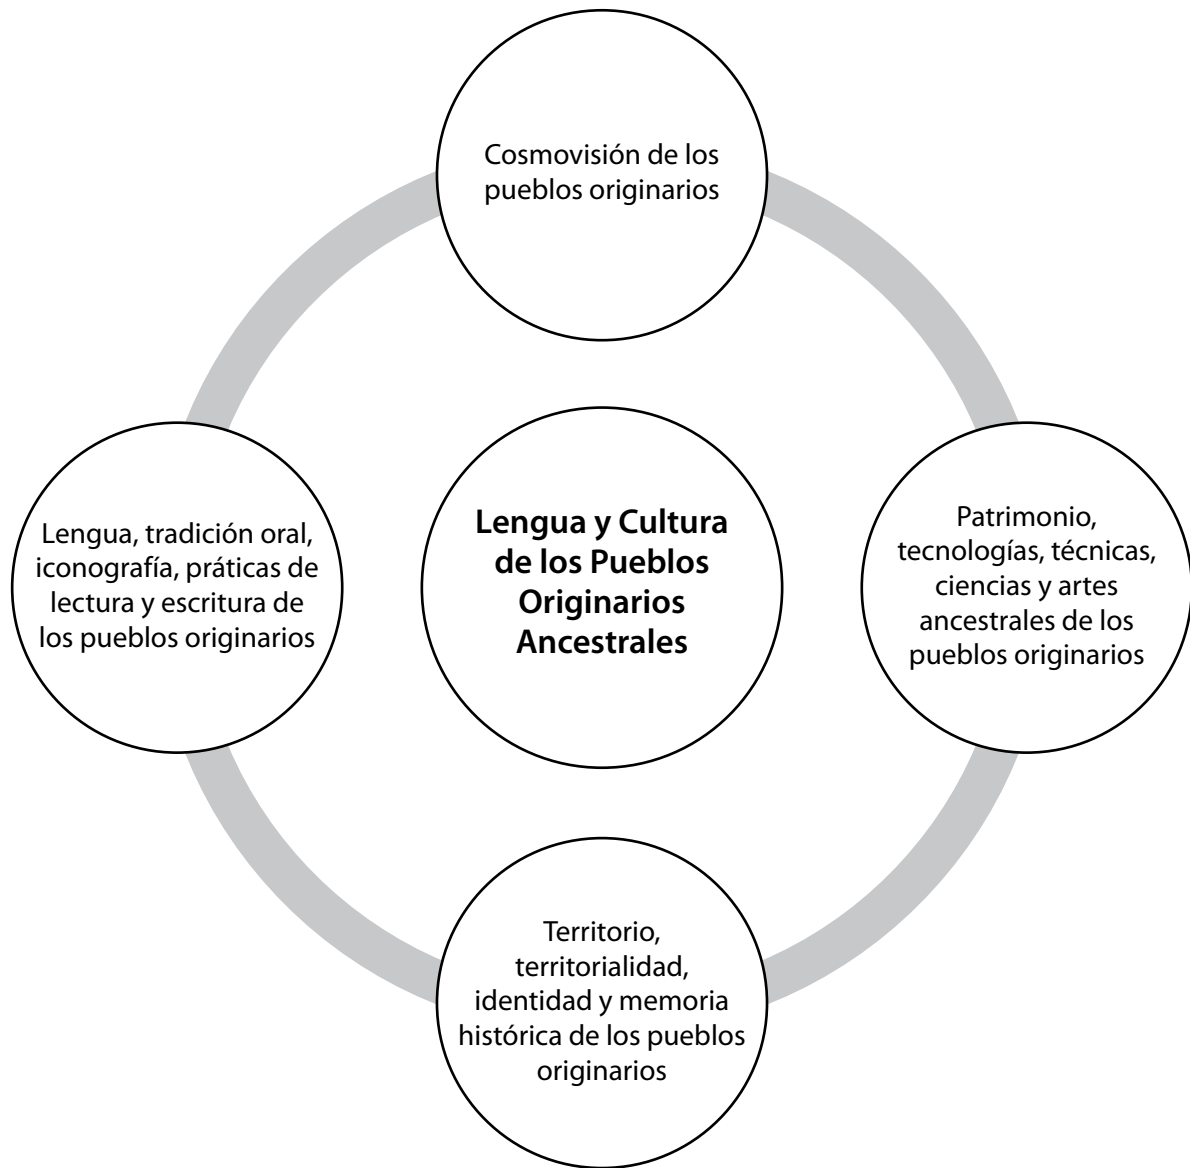 Cosmovisión de los
pueblos originarios
Lengua, tradición oral,
iconografía, práticas de
lectura y escritura de
los pueblos originarios
Lengua y Cultura
de los Pueblos
Originarios
Ancestrales
Patrimonio,
tecnologías, técnicas,
ciencias y artes
ancestrales de los
pueblos originarios
Territorio,
territorialidad,
identidad y memoria
histórica de los pueblos
originarios